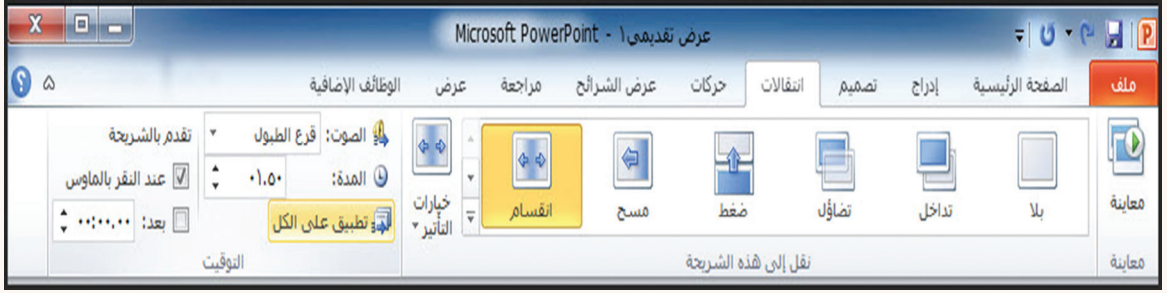 عرض تقديمي١ - Microsoft PowerPoint
ملف الصفحة الرئيسية إدراج تصميم انتقالات حركات عرض الشرائح مراجعة عرض الوظائف الإضافية
معاينة
بلا تداخل تضاؤل ضغط مسح انقسام
خيارات التأثير
الصوت: قرع الطبول
المدة: ٠١.٥٠
تطبيق على الكل
تقدم بالشريحة
عند النقر بالماوس
بعد: ٠٠:٠٠.٠٠
معاينة نقل إلى هذه الشريحة التوقيت